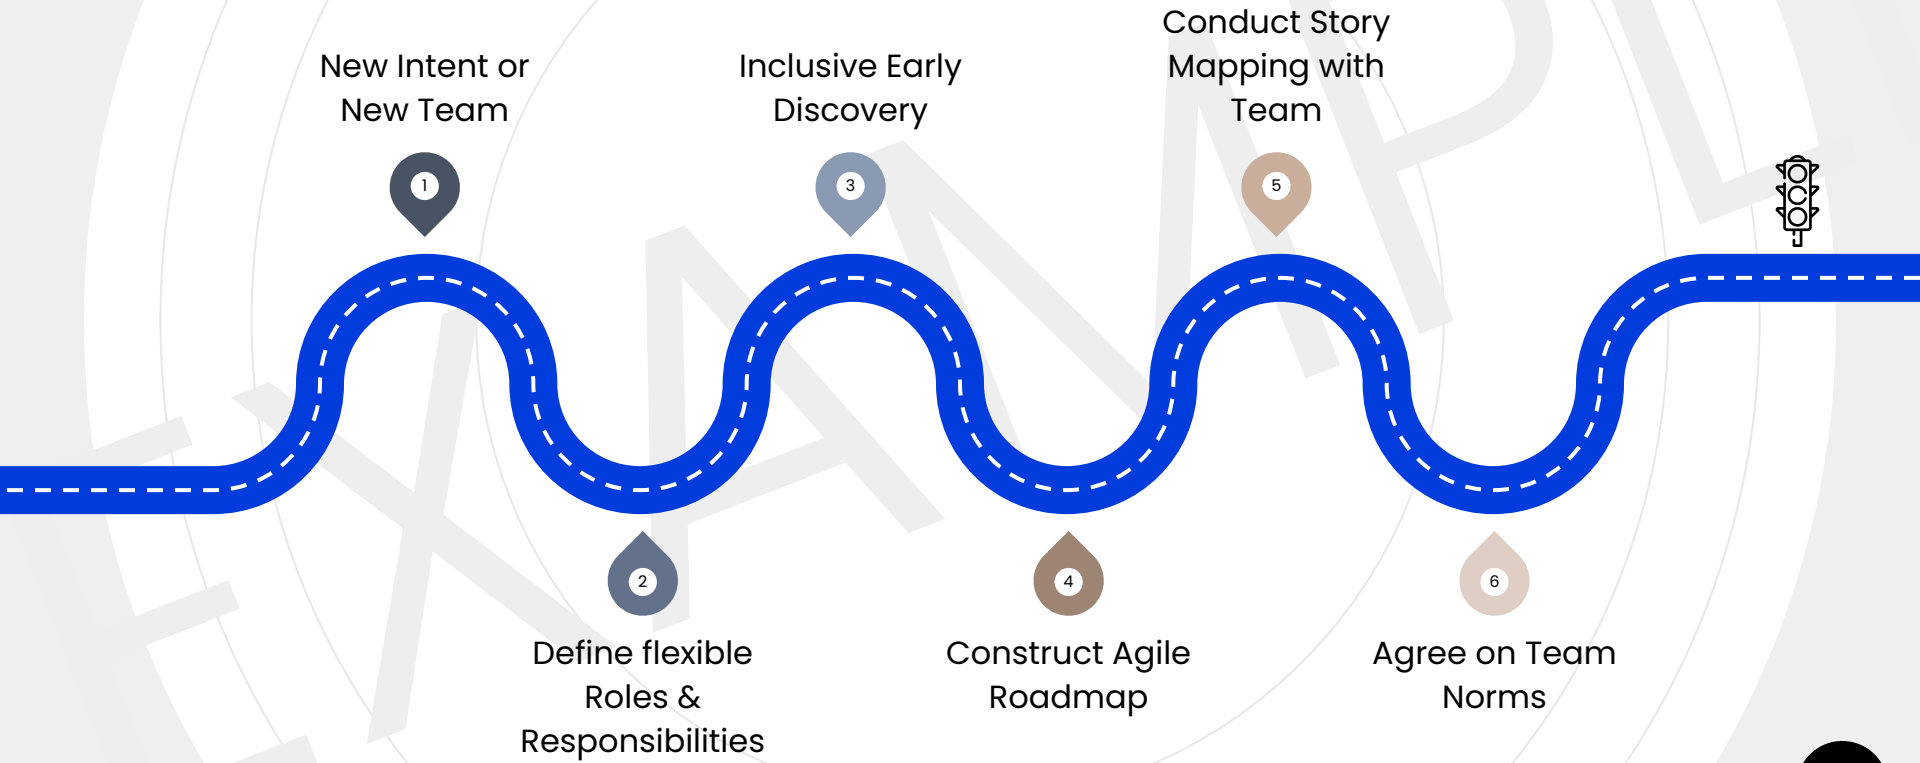 New Intent or
New Team
1
Define flexible
Roles &
Responsibilities
2
Inclusive Early
Discovery
3
Construct Agile
Roadmap
4
Conduct Story
Mapping with
Team
5
Agree on Team
Norms
6
EXAMPL